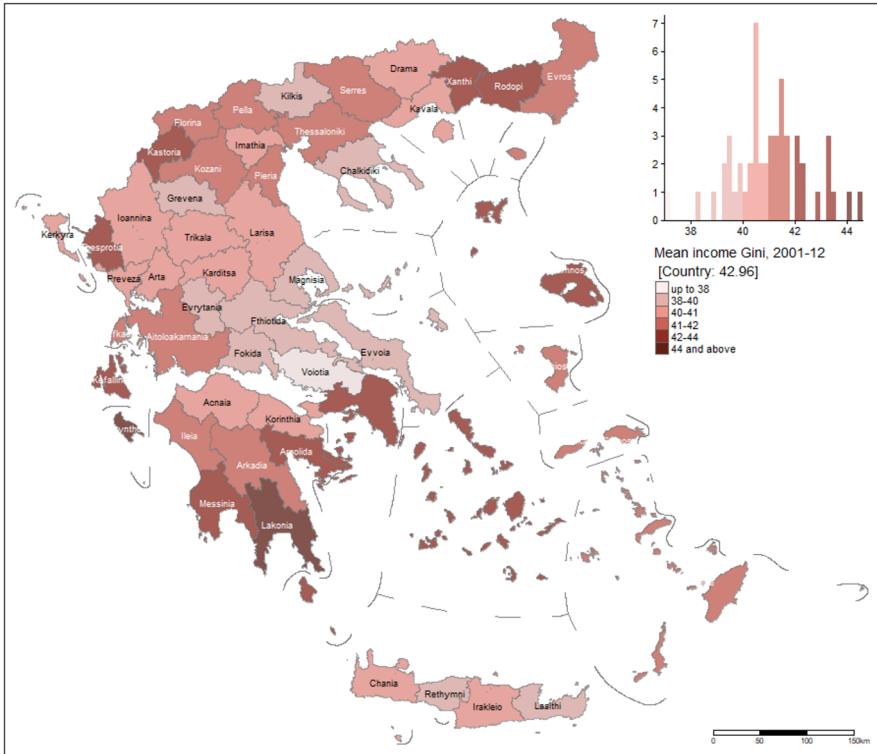 7
6
5
4
3
2
1
0
38 40 42 44
Mean income Gini, 2001-12
[Country: 42.96]
up to 38
38-40
40-41
41-42
42-44
44 and above
Drama
Xanthi
Rodopi
Evros
Kilkis
Serres
Kavala
Pella
Florina
Thessaloniki
Kastoria
Imathia
Kozani
Pieria
Chalkidiki
Grevena
Ioannina
Kerkyra
Trikala
Larisa
Preveza
Arta
Karditsa
Magnisia
Evrytania
Fthiotida
Aitoloakarnania
Fokida
Evvoia
Voiotia
Korinthia
Ileia
Arkadia
Messinia
Lakonia
Chania
Rethymni
Irakleio
Lasithi
0 50 100 150km